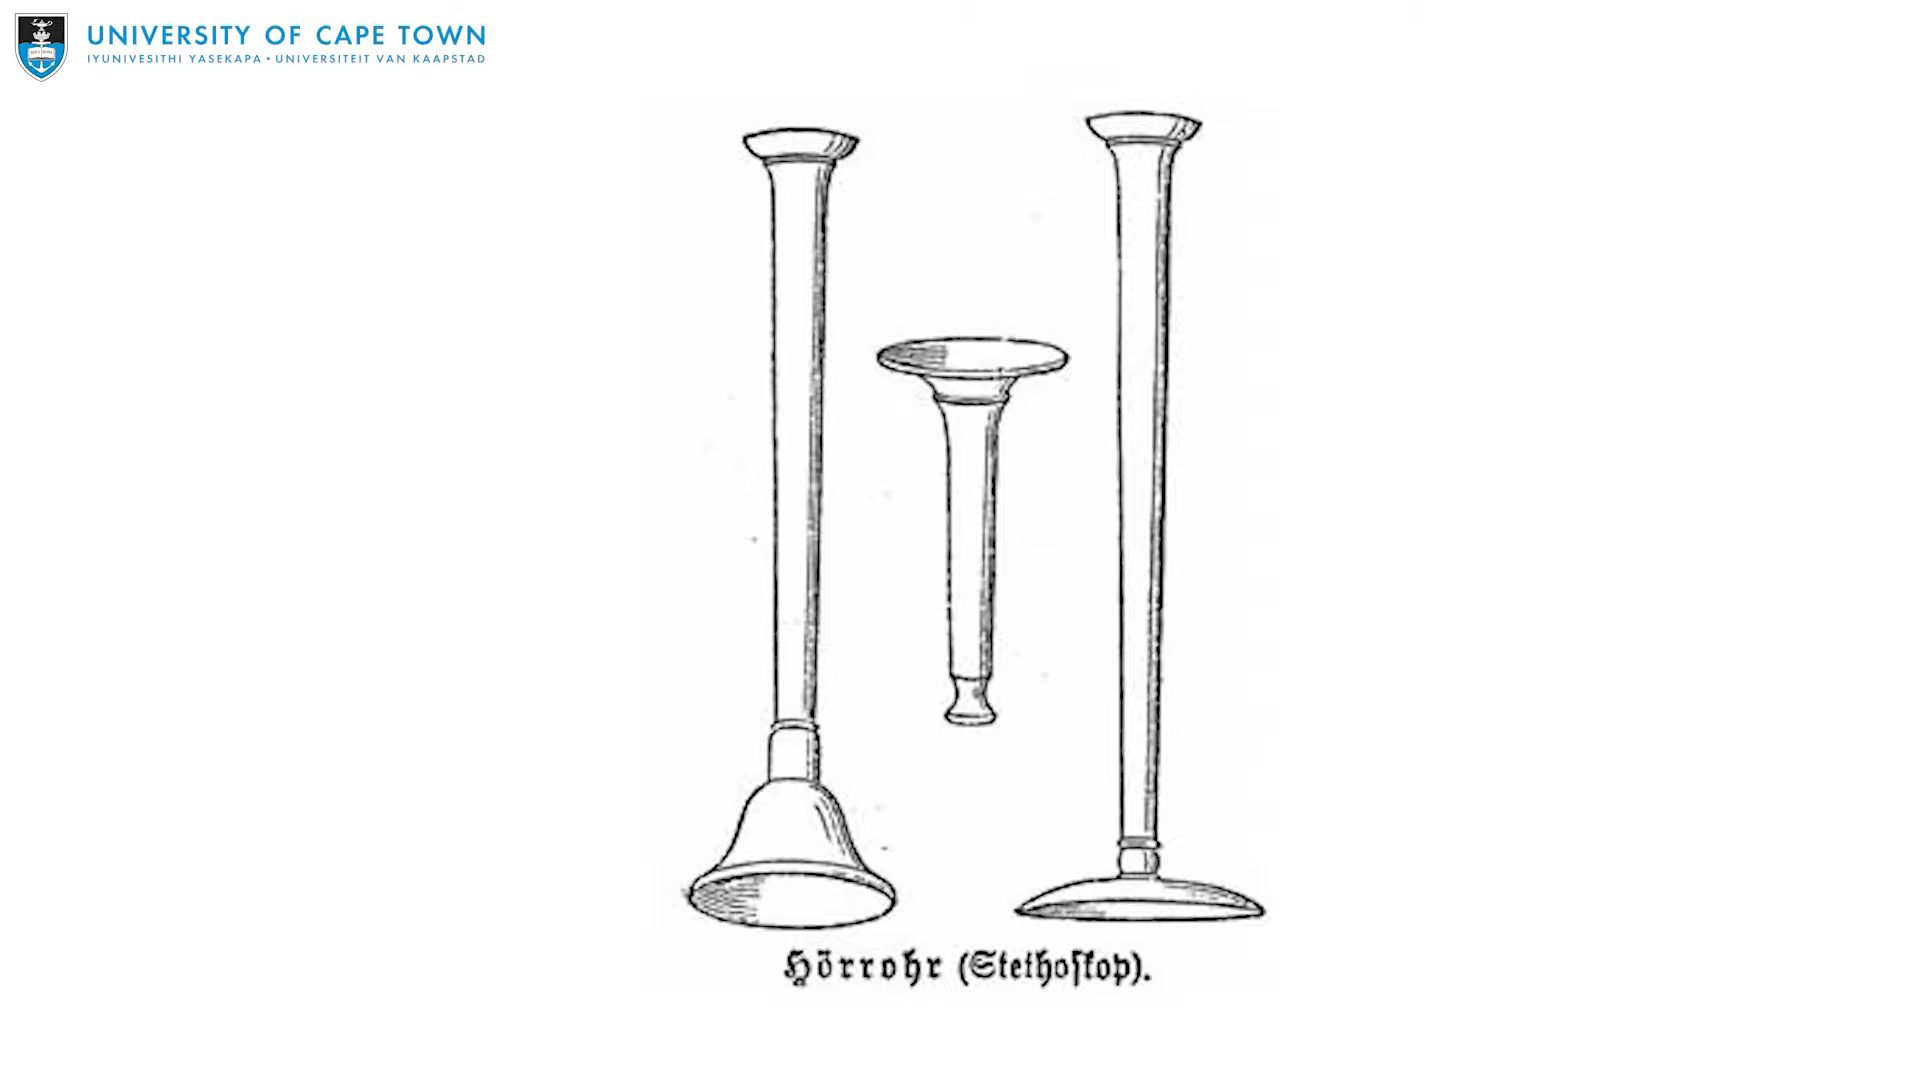 UNIVERSITY OF CAPE TOWN
IYUNIVESITHI YASEKAPA • UNIVERSITEIT VAN KAAPSTAD
Hörrohr (Stethoſkop).